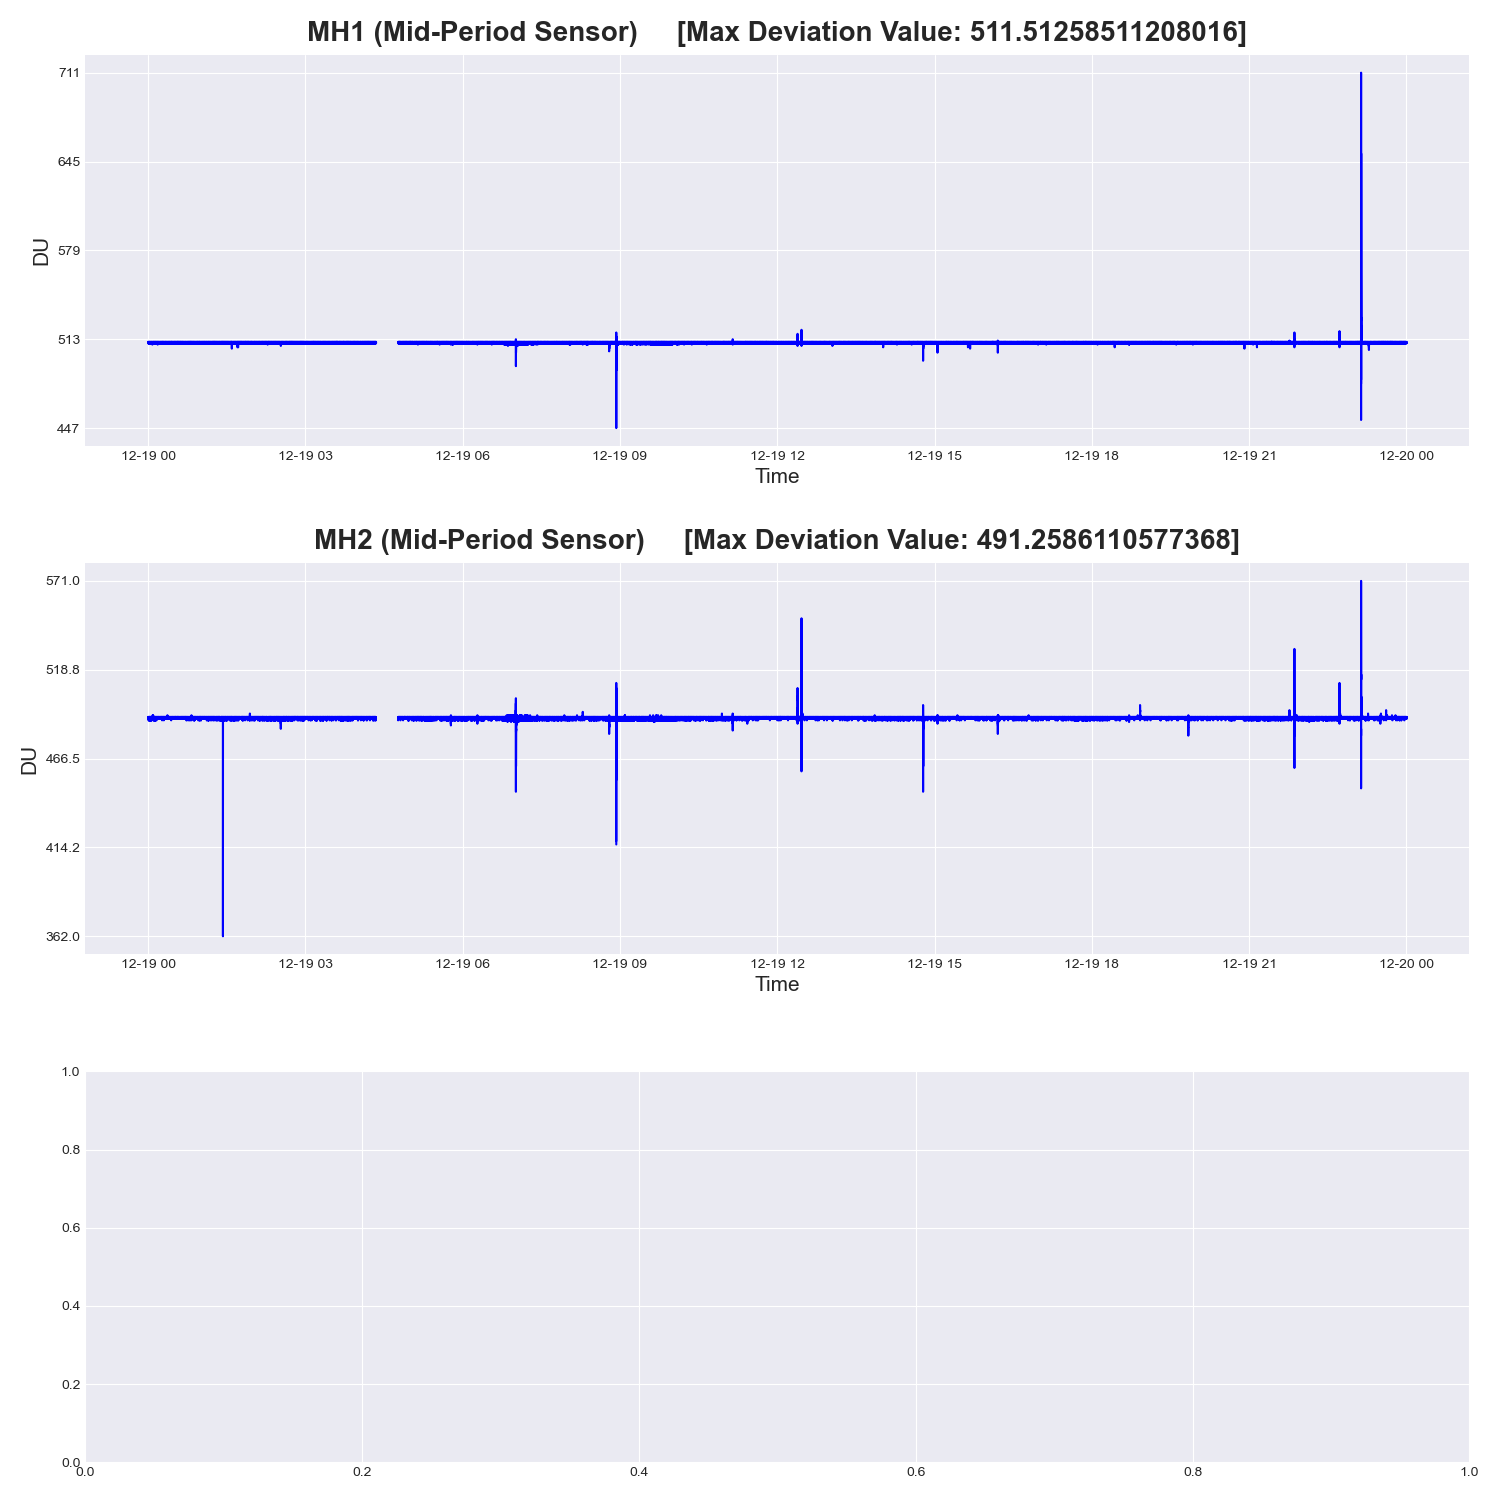 MH1 (Mid-Period Sensor) [Max Deviation Value: 511.51258511208016]
711
645
579
513
447
DU
12-19 00 12-19 03 12-19 06 12-19 09 12-19 12 12-19 15 12-19 18 12-19 21 12-20 00
Time
MH2 (Mid-Period Sensor) [Max Deviation Value: 491.2586110577368]
571.0
518.8
466.5
414.2
362.0
DU
12-19 00 12-19 03 12-19 06 12-19 09 12-19 12 12-19 15 12-19 18 12-19 21 12-20 00
Time
1.0
0.8
0.6
0.4
0.2
0.0
0.0 0.2 0.4 0.6 0.8 1.0